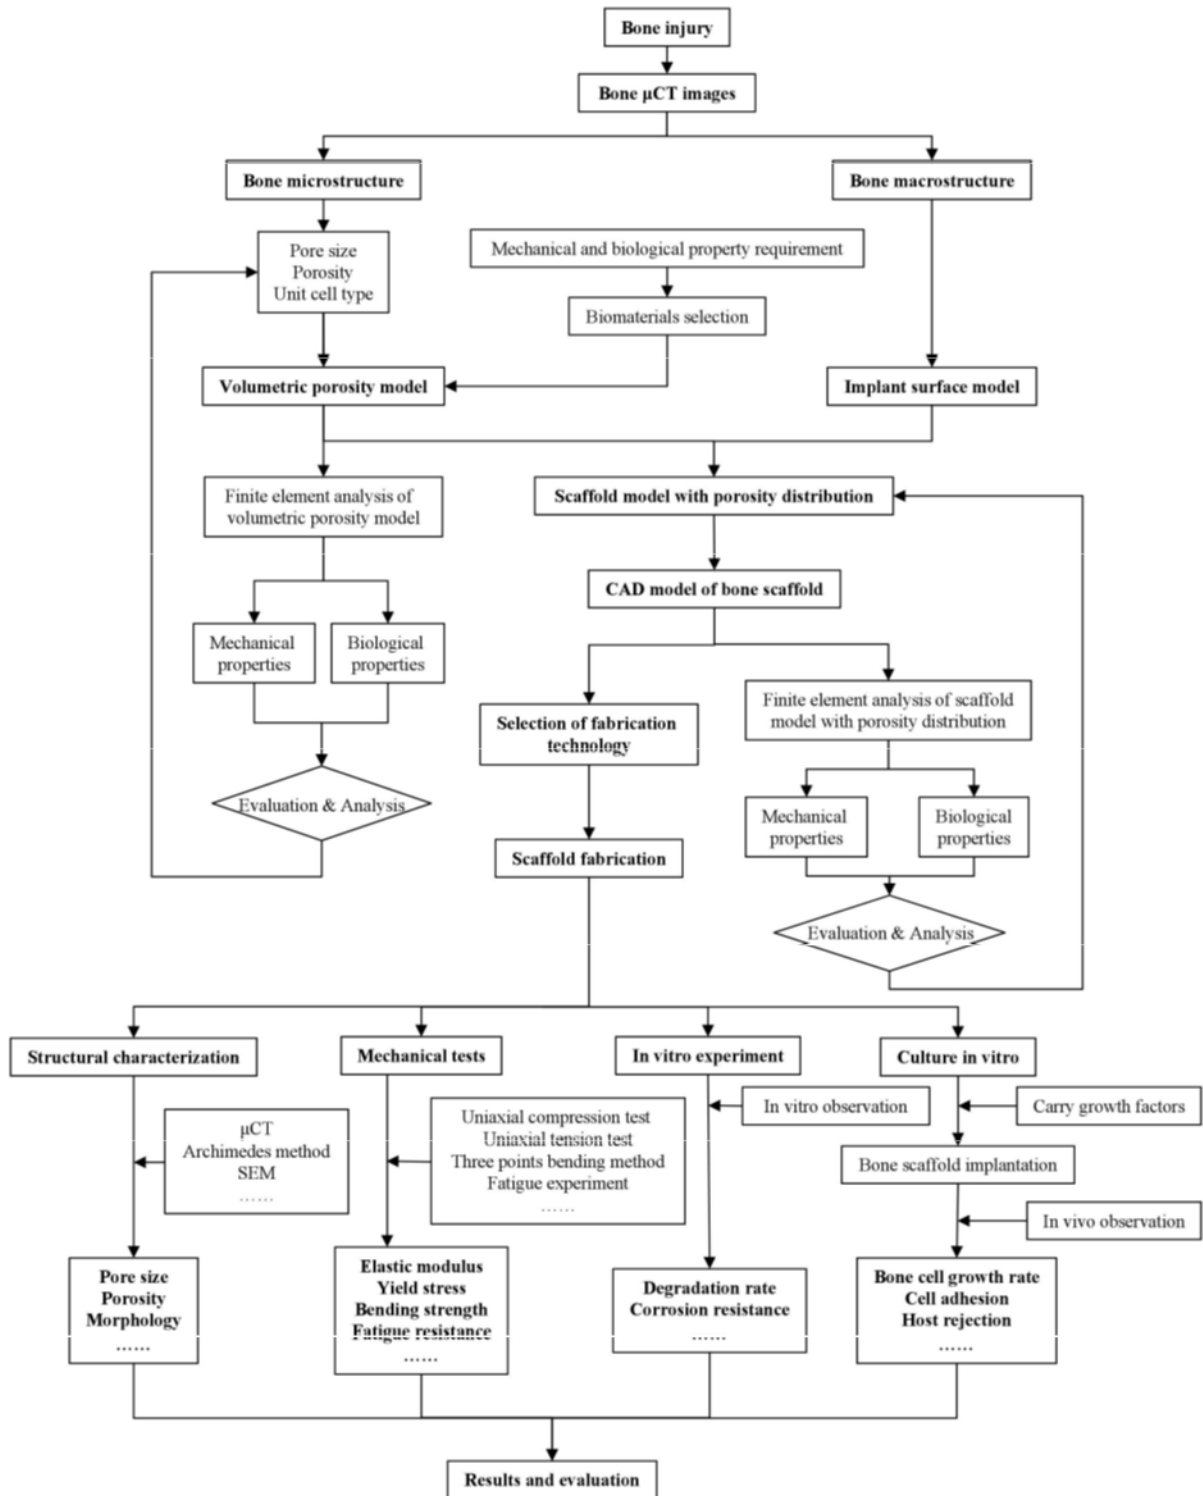 Bone injury
Bone μCT images
Bone microstructure
Bone macrostructure
Pore size
Porosity
Unit cell type
Mechanical and biological property requirement
Biomaterials selection
Volumetric porosity model
Implant surface model
Finite element analysis of
volumetric porosity model
Scaffold model with porosity distribution
CAD model of bone scaffold
Mechanical
properties
Biological
properties
Selection of fabrication
technology
Finite element analysis of scaffold
model with porosity distribution
Evaluation & Analysis
Mechanical
properties
Biological
properties
Scaffold fabrication
Evaluation & Analysis
Structural characterization
Mechanical tests
In vitro experiment
Culture in vitro
μCT
Archimedes method
SEM
……
Uniaxial compression test
Uniaxial tension test
Three points bending method
Fatigue experiment
……
In vitro observation
Carry growth factors
Bone scaffold implantation
In vivo observation
Pore size
Porosity
Morphology
……
Elastic modulus
Yield stress
Bending strength
Fatigue resistance
……
Degradation rate
Corrosion resistance
……
Bone cell growth rate
Cell adhesion
Host rejection
……
Results and evaluation